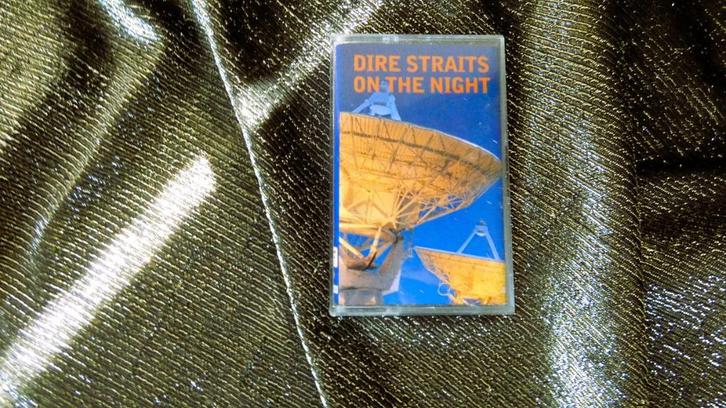 DIRE STRAITS
ON THE NIGHT